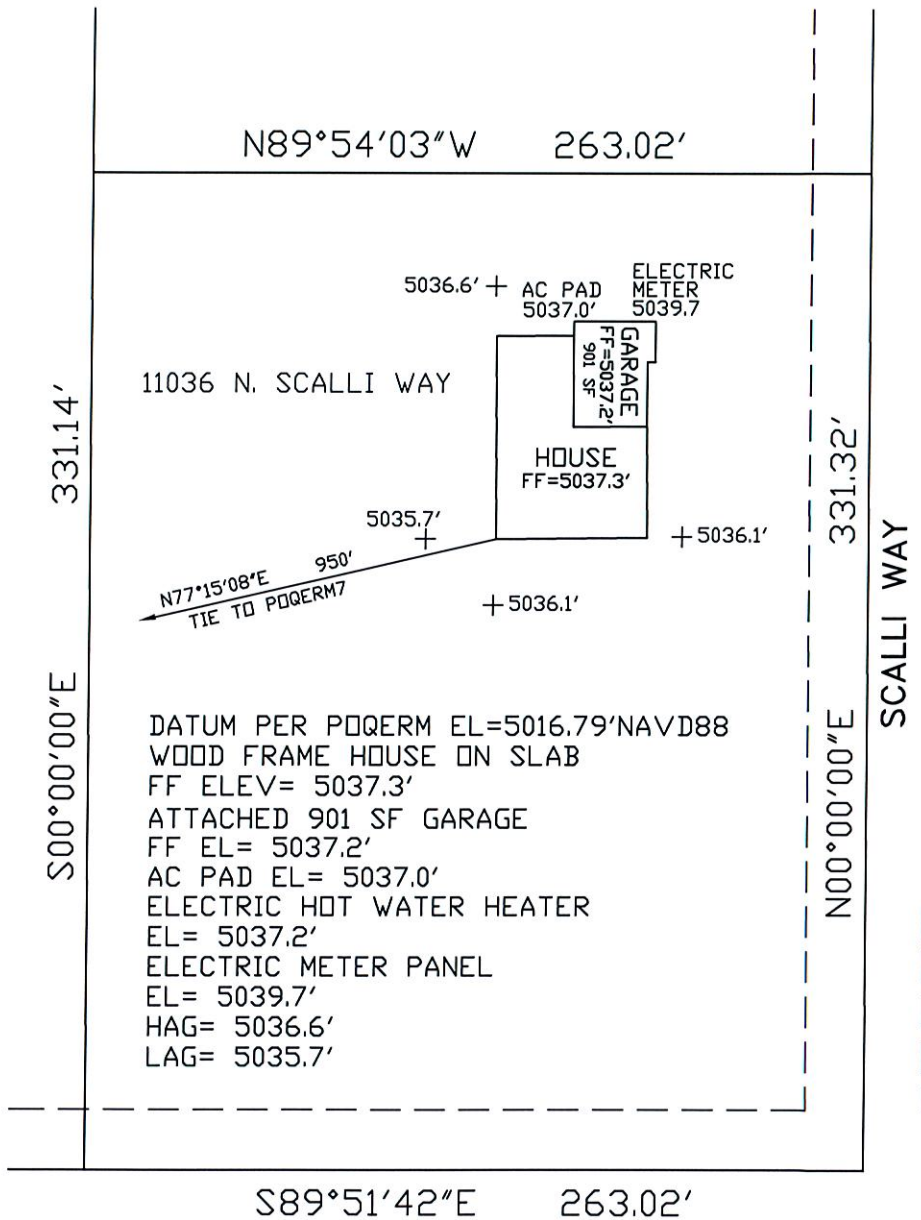 N89°54'03"W 263.02'
5036.6'
AC PAD
5037.0'
ELECTRIC
METER
5039.7
GARAGE
FF=5037.2'
901 SF
11036 N. SCALLI WAY
331.14'
HOUSE
FF=5037.3'
331.32'
5035.7'
5036.1'
N77°15'08"E 950'
TIE TO POQERM7
5036.1'
SCALLI WAY
S00°00'00"E
N00°00'00"E
DATUM PER POQERM EL=5016.79'NAVD88
WOOD FRAME HOUSE ON SLAB
FF ELEV= 5037.3'
ATTACHED 901 SF GARAGE
FF EL= 5037.2'
AC PAD EL= 5037.0'
ELECTRIC HOT WATER HEATER
EL= 5037.2'
ELECTRIC METER PANEL
EL= 5039.7'
HAG= 5036.6'
LAG= 5035.7'
S89°51'42"E 263.02'